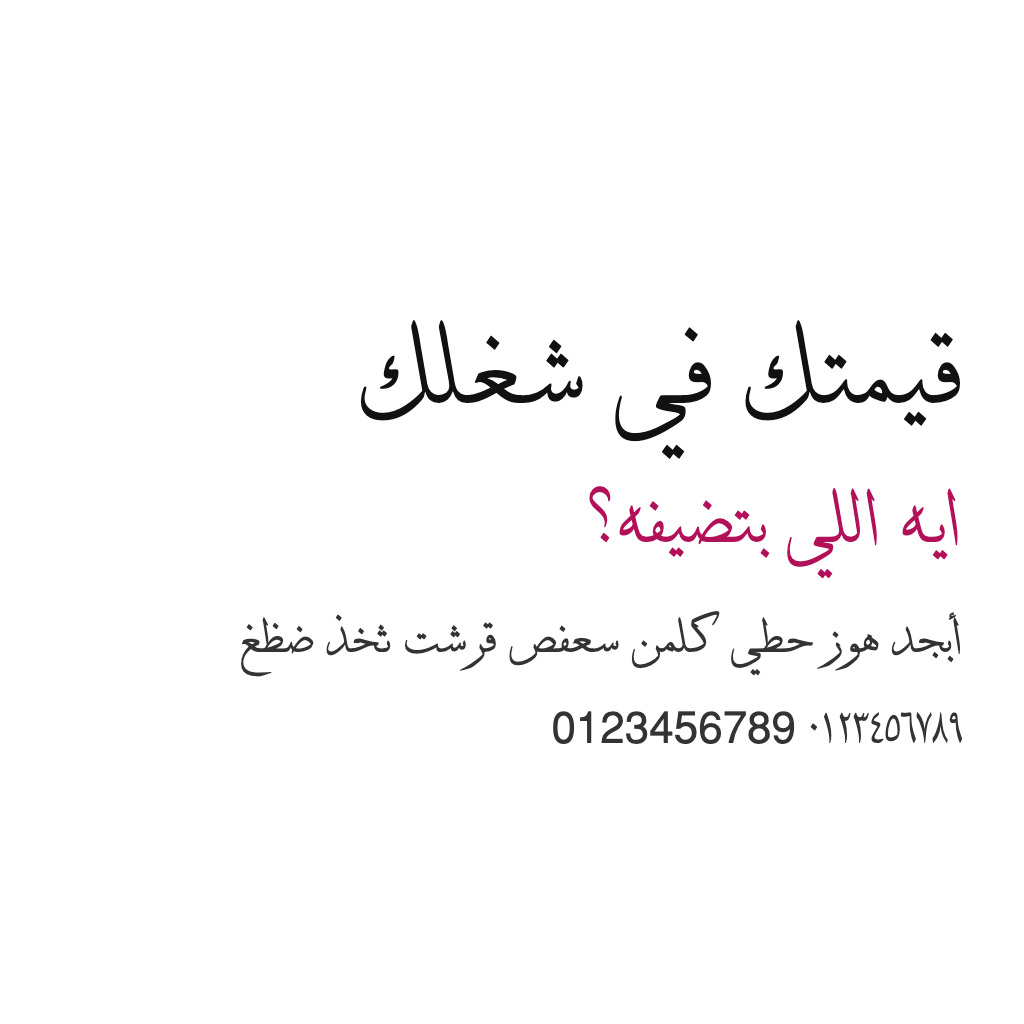 قيمتك في شغلك
ايه اللي بتضيفه؟
أبجد هوز حطي كلمن سعفص قرشت ثخذ ضظغ
٠١٢٣٤٥٦٧٨٩ 0123456789